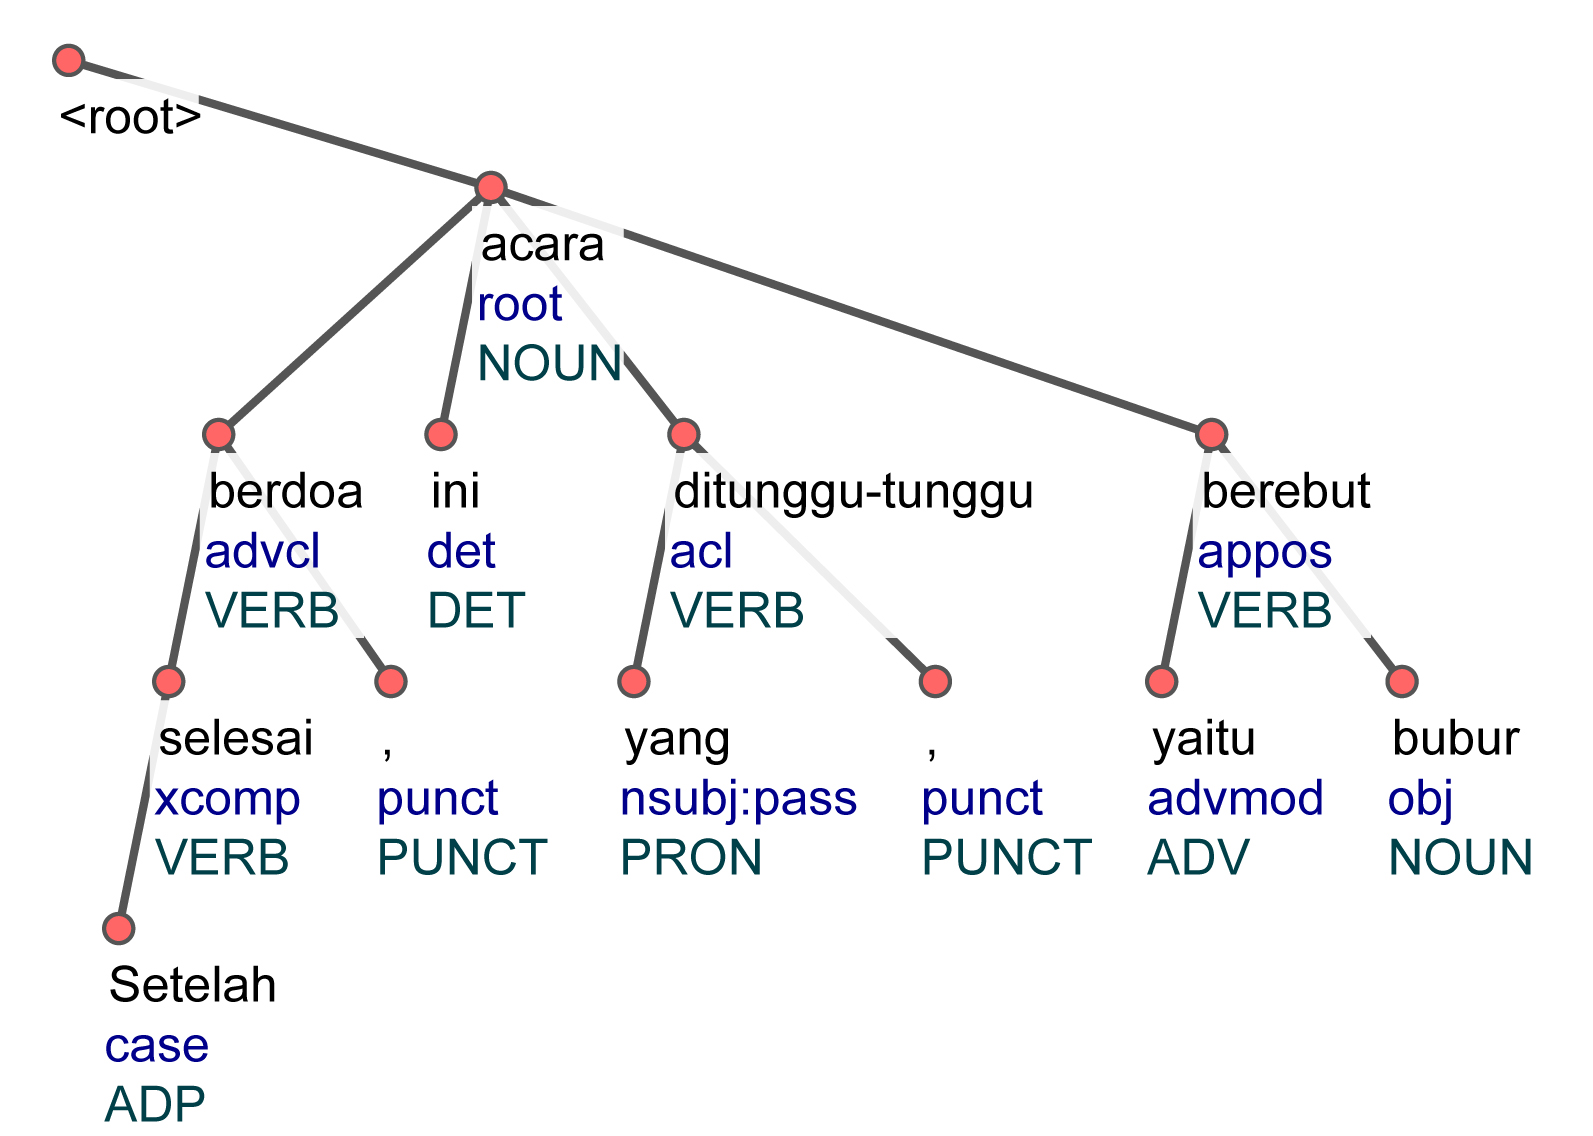 <root>
acara
root
NOUN
berdoa ini ditunggu-tunggu berebut
advcl det acl appos
VERB DET VERB VERB
selesai , yang , yaitu bubur
xcomp punct nsubj:pass punct advmod obj
VERB PUNCT PRON PUNCT ADV NOUN
Setelah
case
ADP